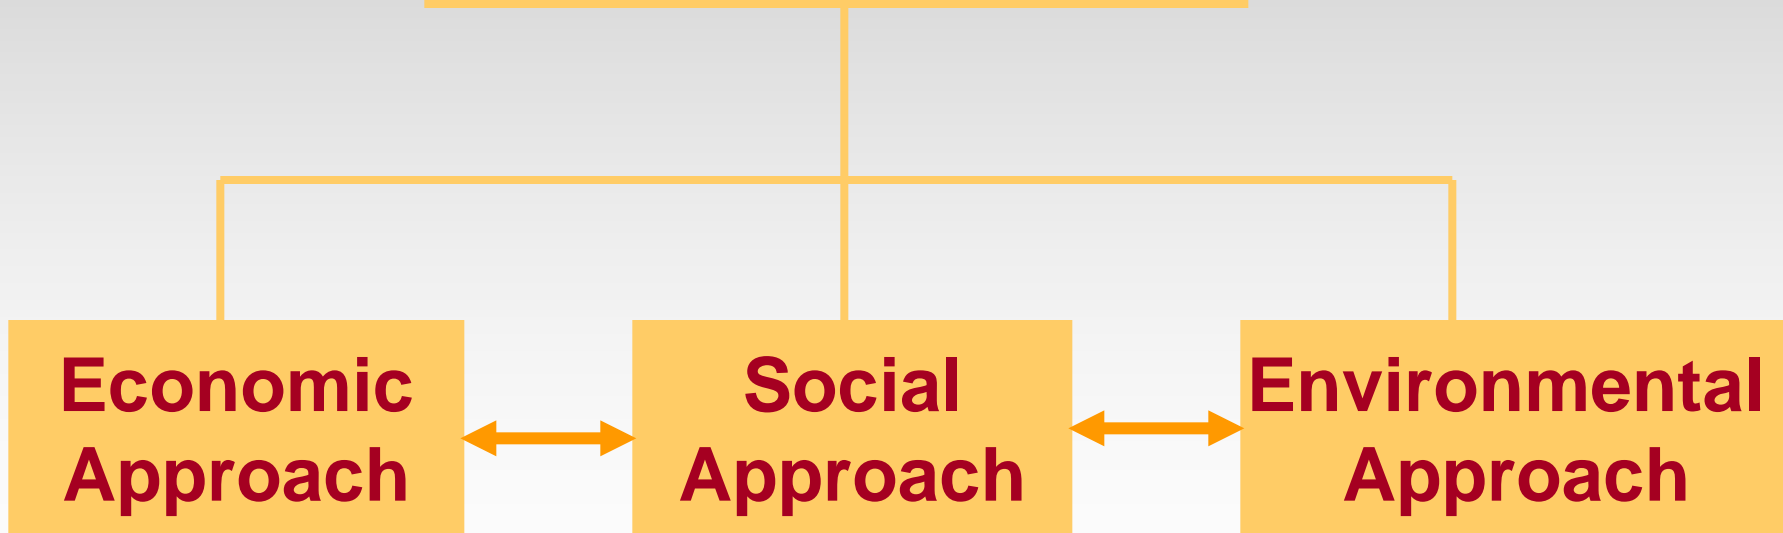 Economic
Approach
Social
Approach
Environmental
Approach